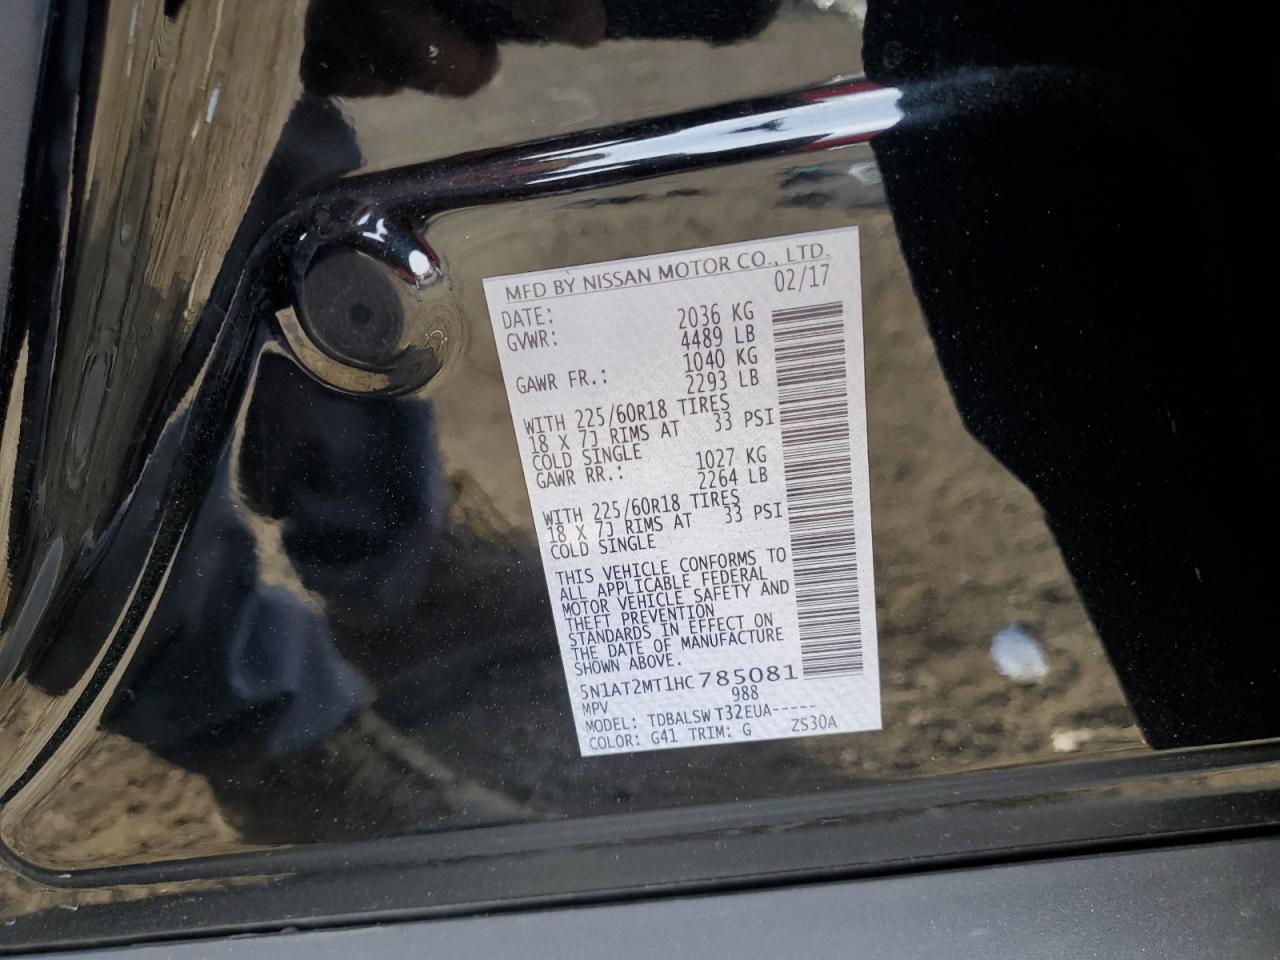 MFD BY NISSAN MOTOR CO., LTD.
DATE: 02/17
GVWR: 2036 KG
4489 LB
GAWR FR.: 1040 KG
2293 LB
WITH 225/60R18 TIRES
18 X 7J RIMS AT 33 PSI
COLD SINGLE
GAWR RR.: 1027 KG
2264 LB
WITH 225/60R18 TIRES
18 X 7J RIMS AT 33 PSI
COLD SINGLE
THIS VEHICLE CONFORMS TO
ALL APPLICABLE FEDERAL
MOTOR VEHICLE SAFETY AND
THEFT PREVENTION
STANDARDS IN EFFECT ON
THE DATE OF MANUFACTURE
SHOWN ABOVE.
5N1AT2MT1HC785081
MPV 988
MODEL: TDBALSW T32EUA-----
COLOR: G41 TRIM: G ZS30A